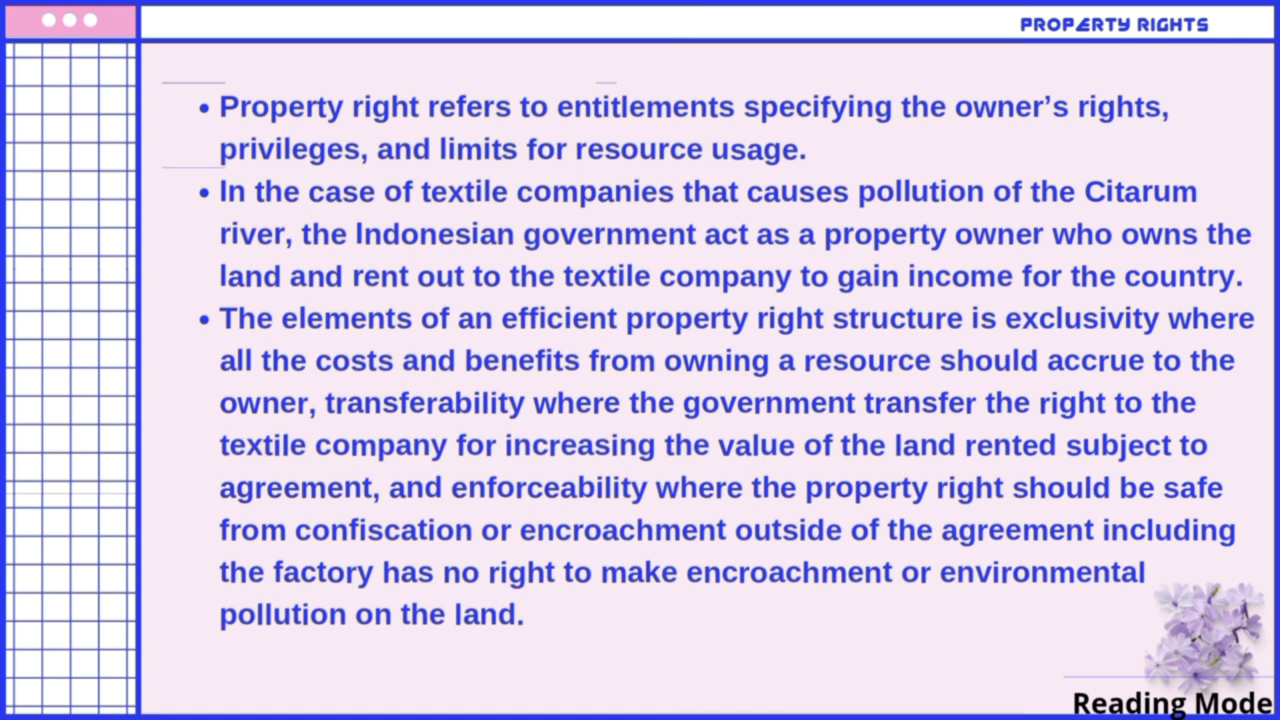 PROPERTY RIGHTS
• Property right refers to entitlements specifying the owner’s rights,
privileges, and limits for resource usage.
• In the case of textile companies that causes pollution of the Citarum
river, the Indonesian government act as a property owner who owns the
land and rent out to the textile company to gain income for the country.
• The elements of an efficient property right structure is exclusivity where
all the costs and benefits from owning a resource should accrue to the
owner, transferability where the government transfer the right to the
textile company for increasing the value of the land rented subject to
agreement, and enforceability where the property right should be safe
from confiscation or encroachment outside of the agreement including
the factory has no right to make encroachment or environmental
pollution on the land.
Reading Mode